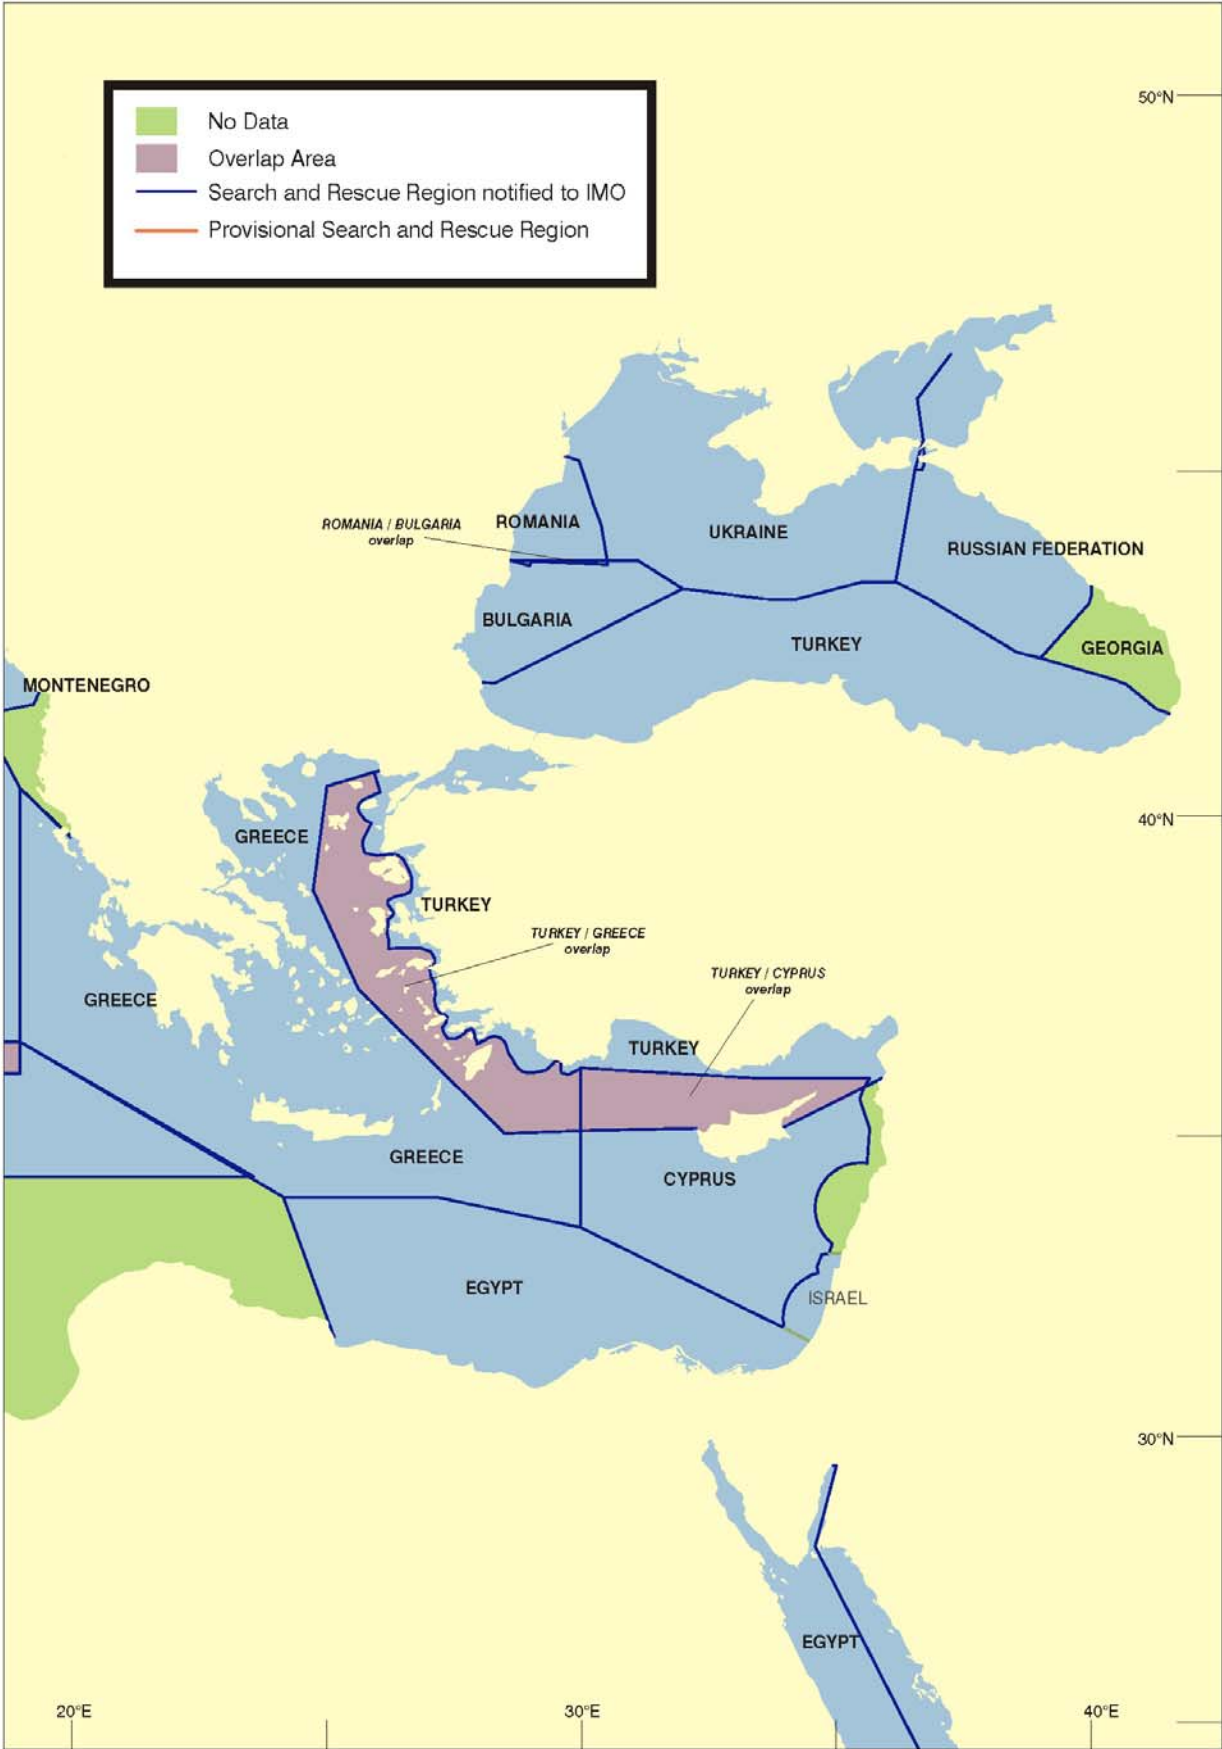 50°N
No Data
Overlap Area
Search and Rescue Region notified to IMO
Provisional Search and Rescue Region
ROMANIA / BULGARIA
overlap
ROMANIA
UKRAINE
RUSSIAN FEDERATION
BULGARIA
TURKEY
GEORGIA
MONTENEGRO
40°N
GREECE
TURKEY
TURKEY / GREECE
overlap
TURKEY / CYPRUS
overlap
GREECE
TURKEY
GREECE
CYPRUS
EGYPT
ISRAEL
30°N
EGYPT
20°E
30°E
40°E